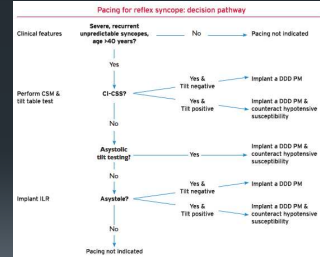 Pacing for reflex syncope: decision pathway
Clinical features
Severe, recurrent
unpredictable syncopes,
age >40 years?
No
Pacing not indicated
Yes
Perform CSM &
tilt table test
CI-CSS?
Yes &
Tilt negative
Implant a DDD PM
Yes &
Tilt positive
Implant a DDD PM &
counteract hypotensive
susceptibility
No
Asystolic
tilt testing?
Yes
Implant a DDD PM &
counteract hypotensive
susceptibility
No
Implant ILR
Asystole?
Yes &
Tilt negative
Implant a DDD PM
Yes &
Tilt positive
Implant a DDD PM &
counteract hypotensive
susceptibility
No
Pacing not indicated